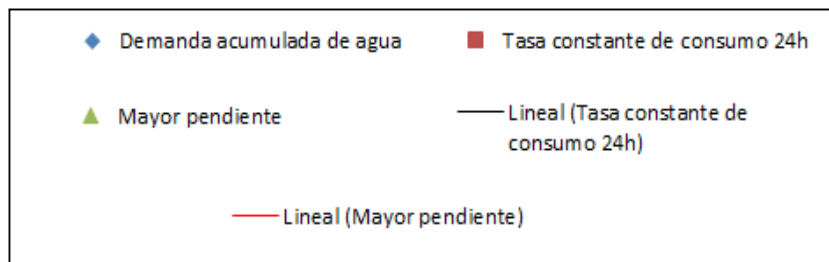 Demanda acumulada de agua
Tasa constante de consumo 24h
Mayor pendiente
Lineal (Tasa constante de
consumo 24h)
Lineal (Mayor pendiente)